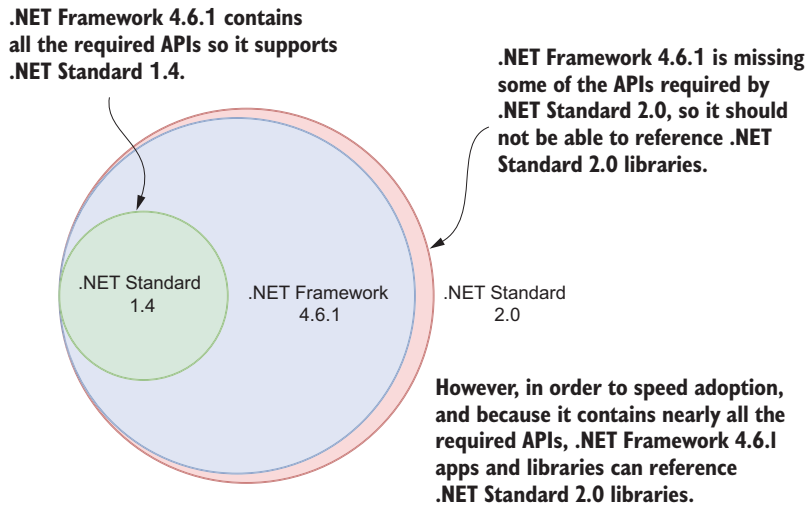 .NET Framework 4.6.1 contains
all the required APIs so it supports
.NET Standard 1.4.
.NET Framework 4.6.1 is missing
some of the APIs required by
.NET Standard 2.0, so it should
not be able to reference .NET
Standard 2.0 libraries.
.NET Standard
1.4
.NET Framework
4.6.1
.NET Standard
2.0
However, in order to speed adoption,
and because it contains nearly all the
required APIs, .NET Framework 4.6.1
apps and libraries can reference
.NET Standard 2.0 libraries.